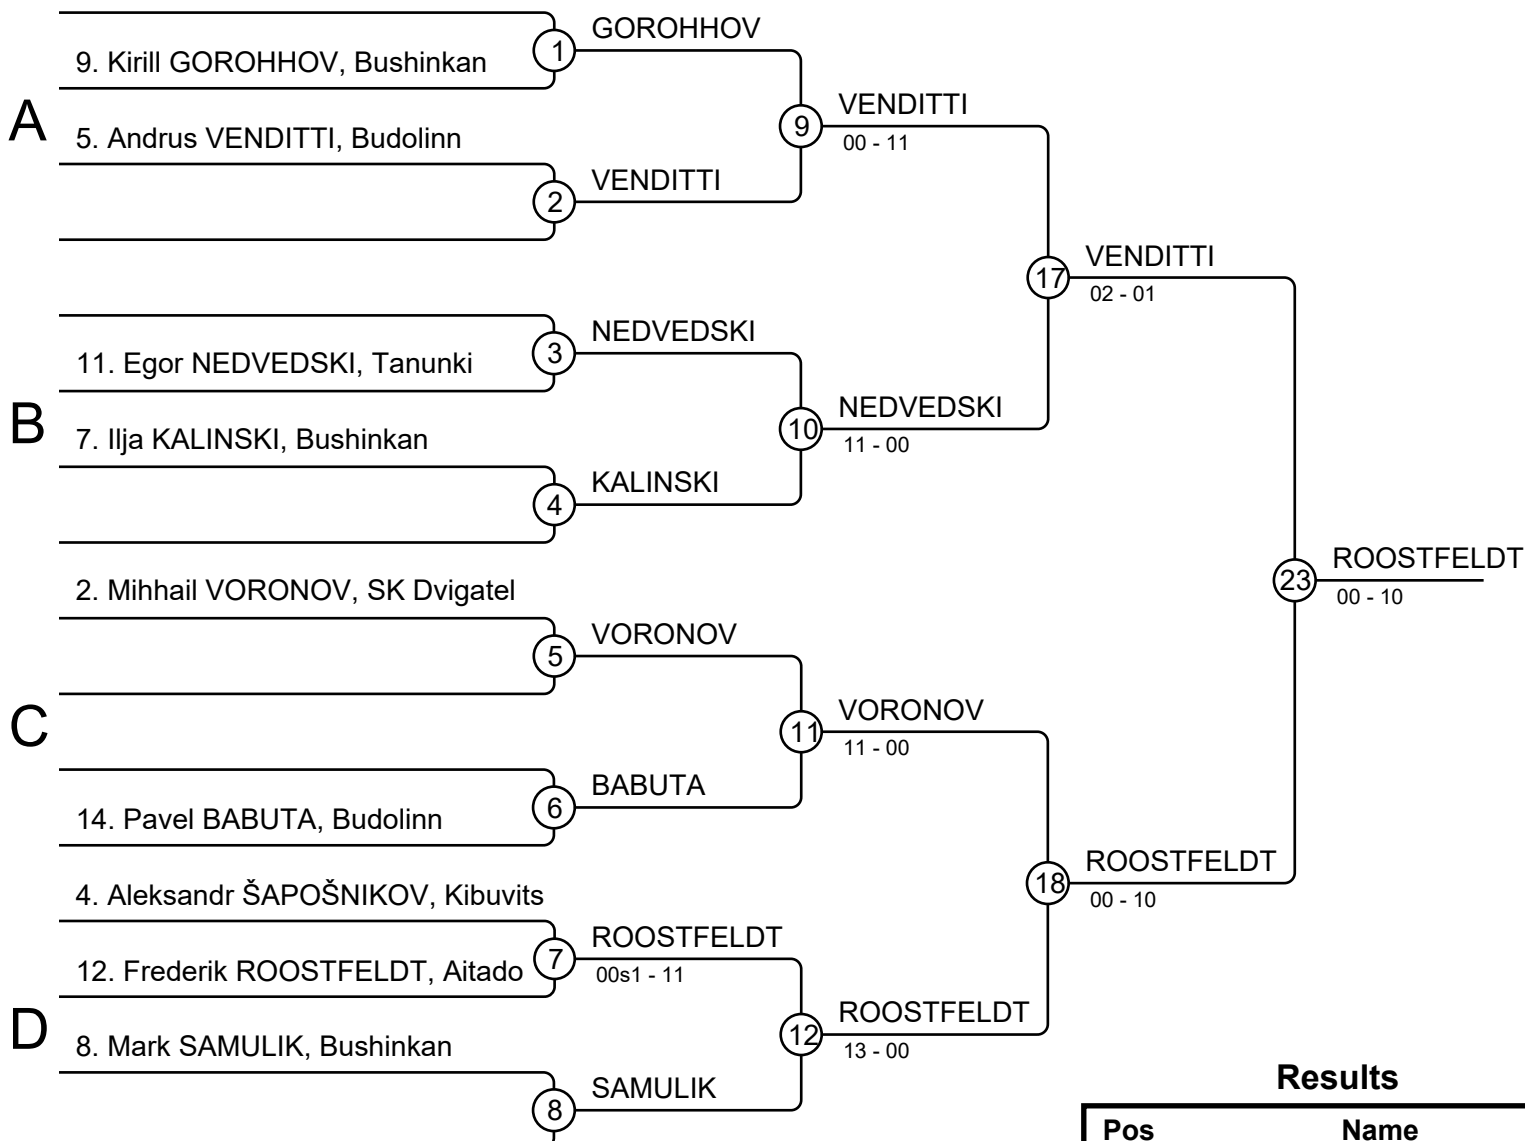 A
9. Kirill GOROHHOV, Bushinkan
5. Andrus VENDITTI, Budolinn
1
GOROHHOV
2
VENDITTI
9
VENDITTI
00 - 11
B
11. Egor NEDVEDSKI, Tanunki
7. Ilja KALINSKI, Bushinkan
3
NEDVEDSKI
4
KALINSKI
10
NEDVEDSKI
11 - 00
17
VENDITTI
02 - 01
C
2. Mihhail VORONOV, SK Dvigatel
14. Pavel BABUTA, Budolinn
5
VORONOV
6
BABUTA
11
VORONOV
11 - 00
D
4. Aleksandr ŠAPOŠNIKOV, Kibuvits
12. Frederik ROOSTFELDT, Aitado
8. Mark SAMULIK, Bushinkan
7
ROOSTFELDT
00s1 - 11
8
SAMULIK
12
ROOSTFELDT
13 - 00
18
ROOSTFELDT
00 - 10
23
ROOSTFELDT
00 - 10
Results
Pos Name